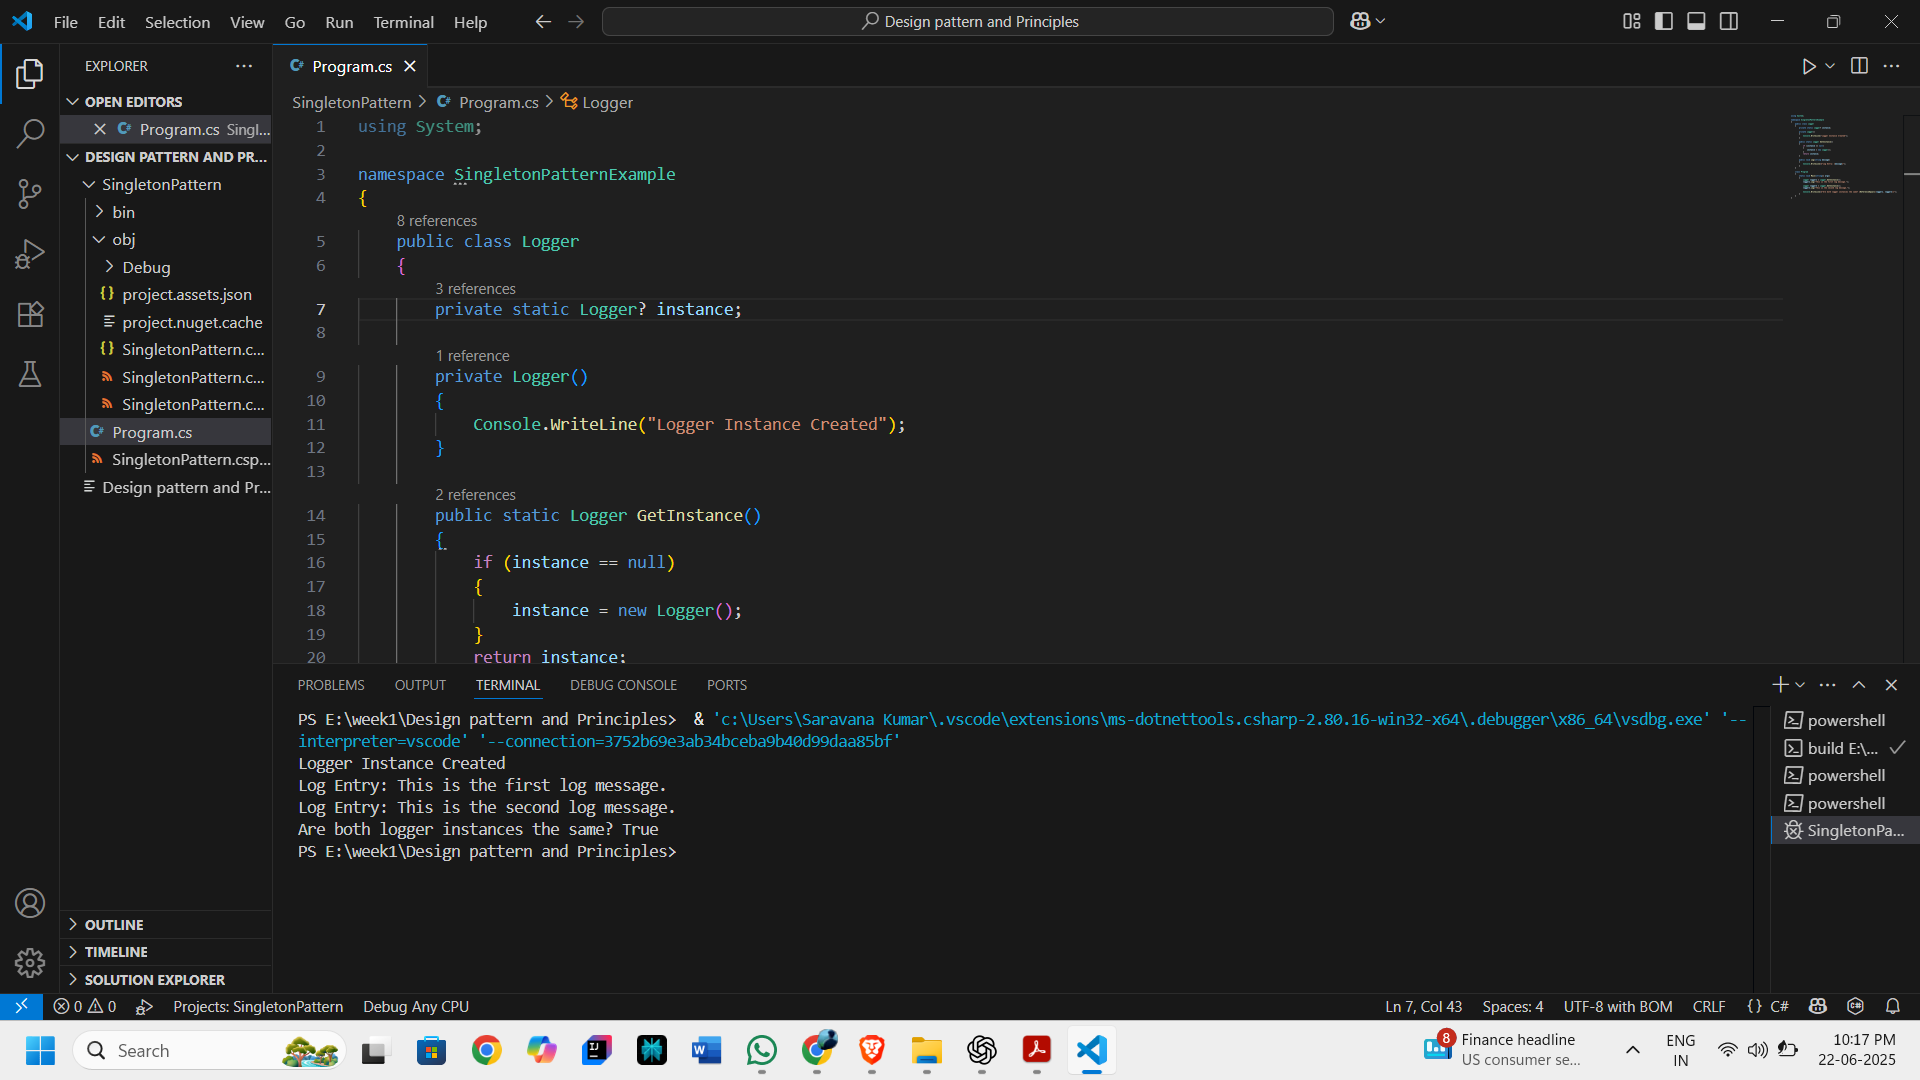 File Edit Selection View Go Run Terminal Help
Design pattern and Principles
EXPLORER
OPEN EDITORS
Program.cs Singl...
DESIGN PATTERN AND PR...
SingletonPattern
bin
obj
Debug
project.assets.json
project.nuget.cache
SingletonPattern.c...
SingletonPattern.c...
SingletonPattern.c...
Program.cs
SingletonPattern.csp...
Design pattern and Pr...
OUTLINE
TIMELINE
SOLUTION EXPLORER
Program.cs
SingletonPattern > Program.cs > Logger
1 using System;
2
3 namespace SingletonPatternExample
4 {
8 references
5 public class Logger
6 {
3 references
7 private static Logger? instance;
8
1 reference
9 private Logger()
10 {
11 Console.WriteLine("Logger Instance Created");
12 }
13
2 references
14 public static Logger GetInstance()
15 {
16 if (instance == null)
17 {
18 instance = new Logger();
19 }
20 return instance;
PROBLEMS OUTPUT TERMINAL DEBUG CONSOLE PORTS
PS E:\week1\Design pattern and Principles> & 'c:\Users\Saravana Kumar\.vscode\extensions\ms-dotnettools.csharp-2.80.16-win32-x64\.debugger\x86_64\vsdbg.exe' '--
interpreter=vscode' '--connection=3752b69e3ab34bceba9b40d99daa85bf'
Logger Instance Created
Log Entry: This is the first log message.
Log Entry: This is the second log message.
Are both logger instances the same? True
PS E:\week1\Design pattern and Principles>
powershell
build E:\...
powershell
powershell
SingletonPa...
0 0 Projects: SingletonPattern Debug Any CPU Ln 7, Col 43 Spaces: 4 UTF-8 with BOM CRLF {} C#
Search
8
Finance headline
US consumer se...
ENG
IN
10:17 PM
22-06-2025